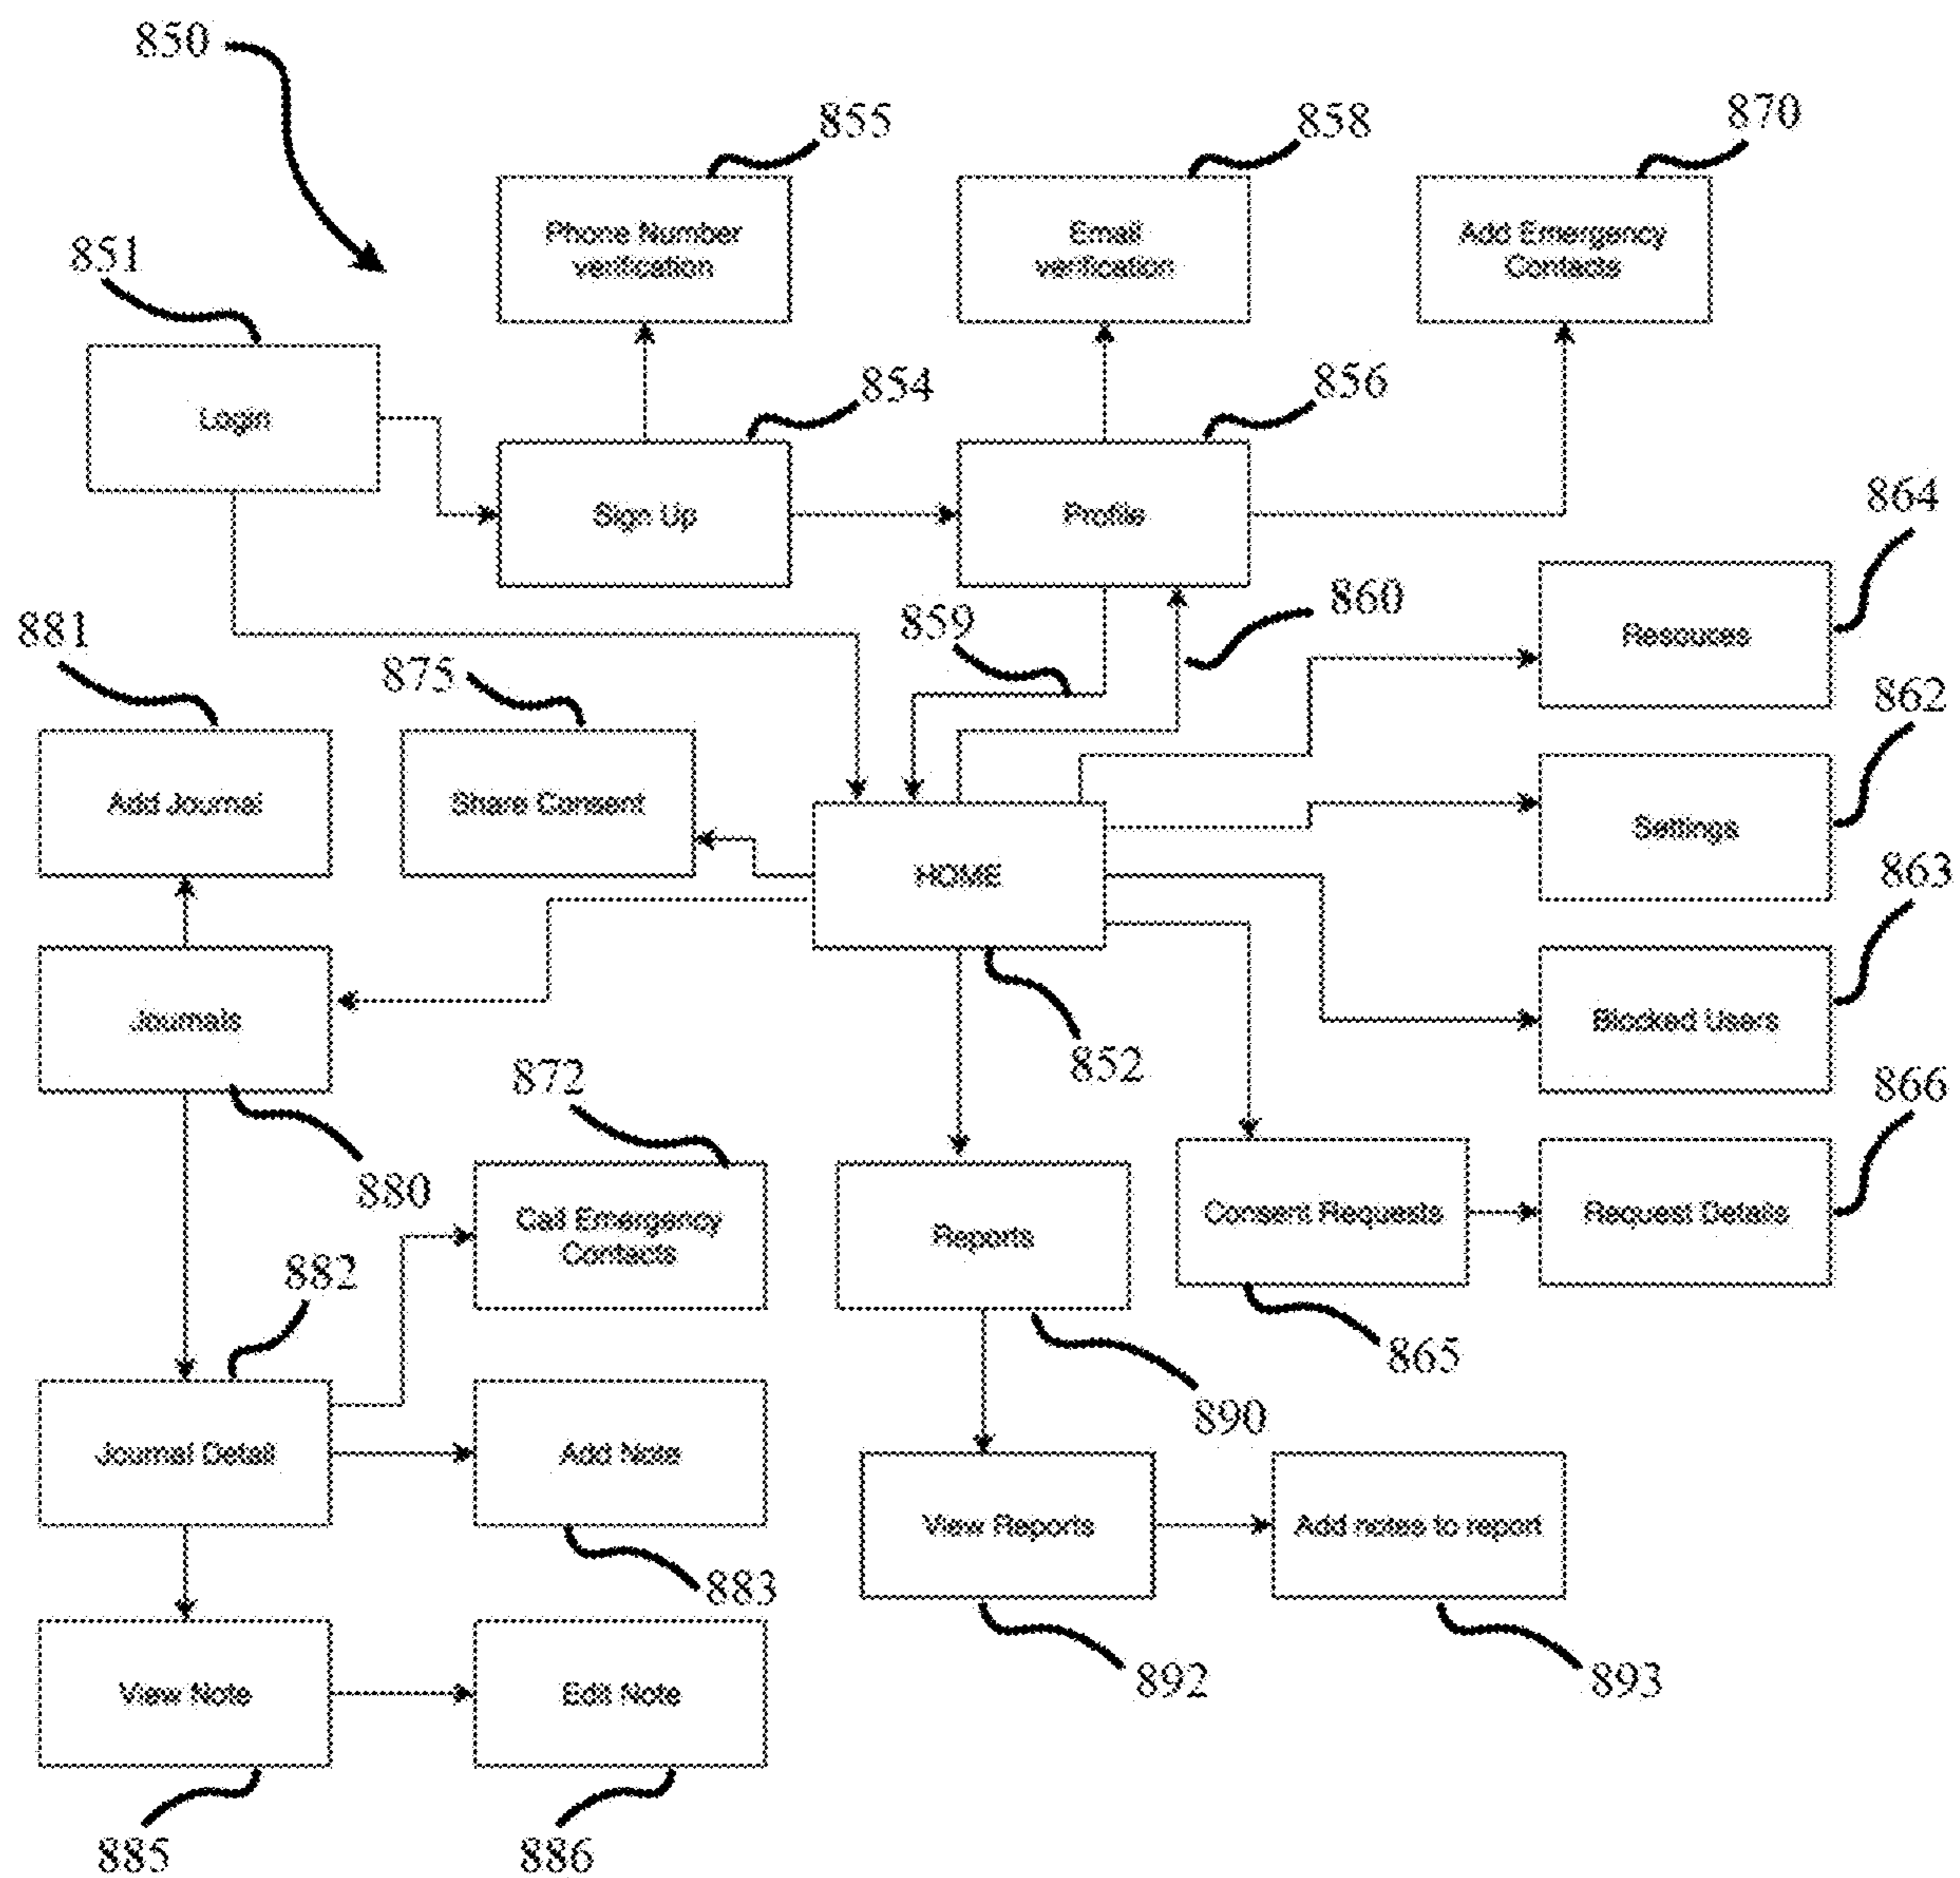 850
855
858
870
Phone Number
verification
Email
verification
Add Emergency
Contacts
851
Login
854
856
Sign Up
Profile
864
Resouces
881
875
859
860
862
Add Journal
Share Consent
HOME
Settings
863
Journals
852
Blocked Users
872
866
880
Call Emergency
Contacts
Reports
Consent Requests
Request Details
882
865
890
Journal Detail
Add Note
View Reports
Add notes to report
883
View Note
Edit Note
892
893
885
886